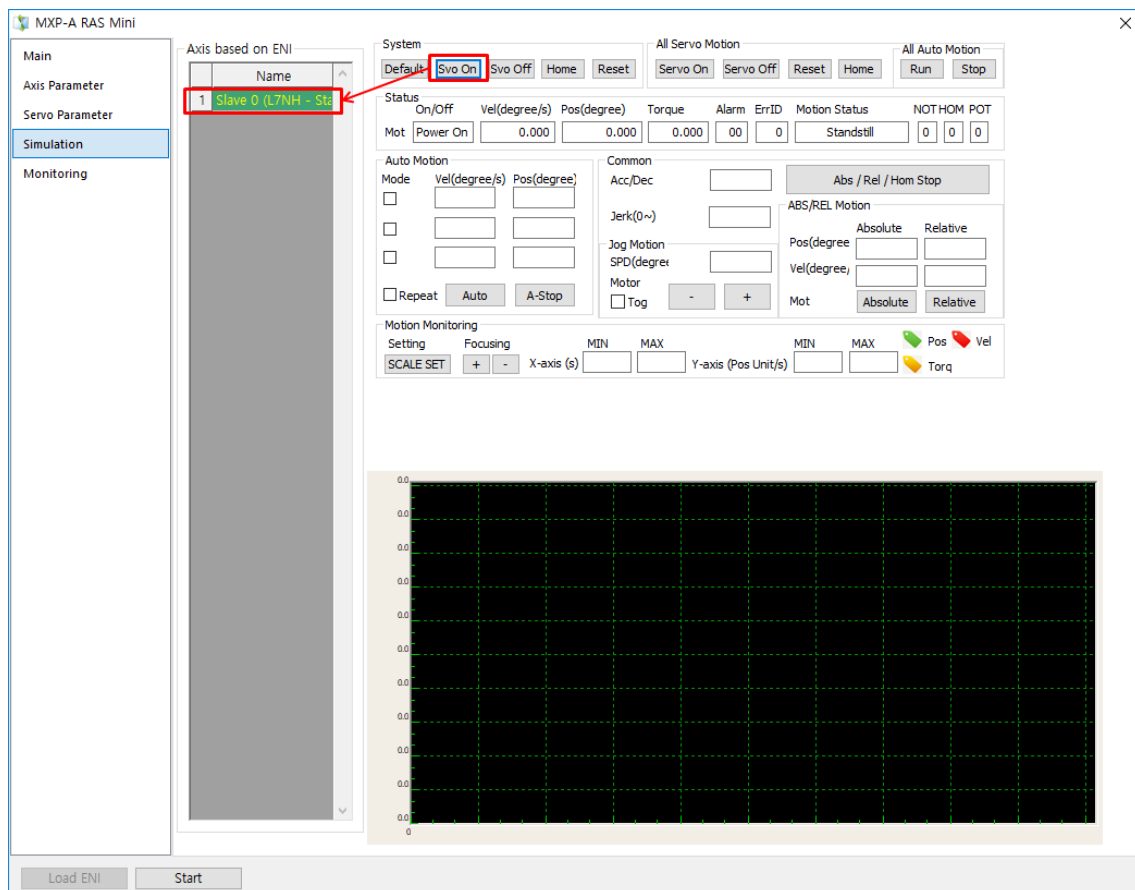 MXP-A RAS Mini
Main
Axis Parameter
Servo Parameter
Simulation
Monitoring
Axis based on ENI
Name
1 Slave 0 (L7NH - Sta
System
Default Svo On Svo Off Home Reset
All Servo Motion
Servo On Servo Off Reset Home
All Auto Motion
Run Stop
Status
On/Off Vel(degree/s) Pos(degree) Torque Alarm ErrID Motion Status NOT HOM POT
Mot Power On 0.000 0.000 0.000 00 0 Standstill 0 0 0
Auto Motion
Mode Vel(degree/s) Pos(degree)
Repeat Auto A-Stop
Common
Acc/Dec
Jerk(0~)
Abs / Rel / Hom Stop
Jog Motion
SPD(degree
Motor
Tog - +
ABS/REL Motion
Absolute Relative
Pos(degree
Vel(degree/
Mot Absolute Relative
Motion Monitoring
Setting Focusing MIN MAX MIN MAX Pos Vel
SCALE SET + - X-axis (s) Y-axis (Pos Unit/s) Torq
0.0
0.0
0.0
0.0
0.0
0.0
0.0
0.0
0.0
0.0
0.0
0
Load ENI Start